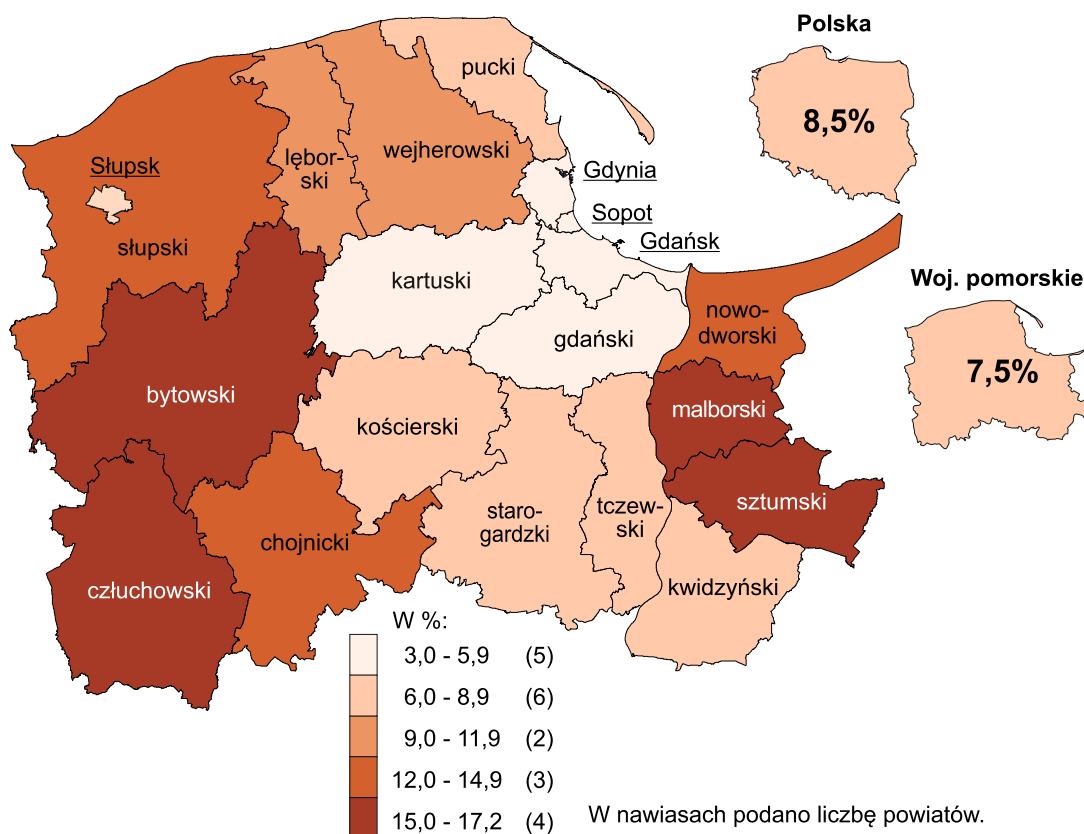 Polska
8,5%
Woj. pomorskie
7,5%
pucki
wejherowski
lębor-
ski
Słupsk
słupski
Gdynia
Sopot
Gdańsk
kartuski
gdański
nowo-
dworski
bytowski
kościerski
malborski
sztumski
staro-
gardzki
tczew-
ski
chojnicki
człuchowski
kwidzyński
W %:
3,0 - 5,9 (5)
6,0 - 8,9 (6)
9,0 - 11,9 (2)
12,0 - 14,9 (3)
15,0 - 17,2 (4)
W nawiasach podano liczbę powiatów.